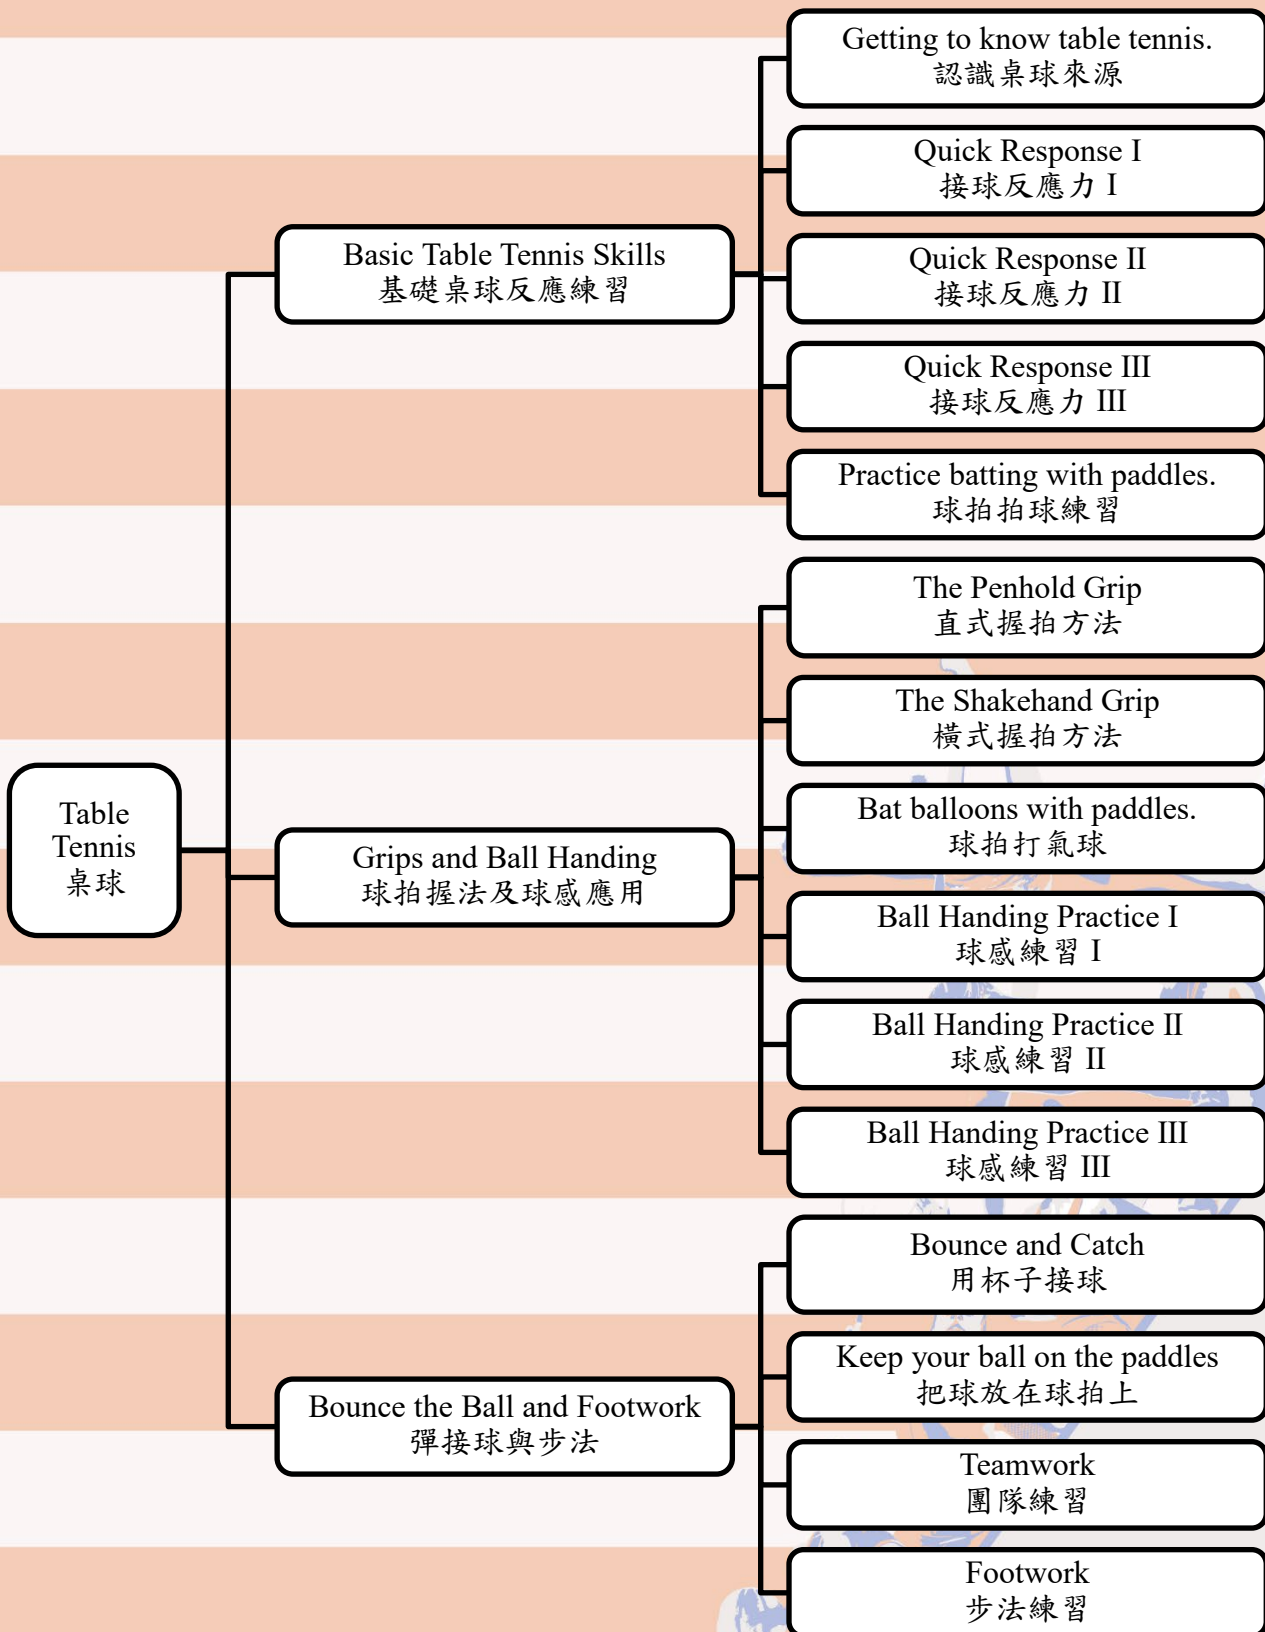 Table
Tennis
桌球
Basic Table Tennis Skills
基礎桌球反應練習
Getting to know table tennis.
認識桌球來源
Quick Response I
接球反應力 I
Quick Response II
接球反應力 II
Quick Response III
接球反應力 III
Practice batting with paddles.
球拍拍球練習
Grips and Ball Handing
球拍握法及球感應用
The Penhold Grip
直式握拍方法
The Shakehand Grip
橫式握拍方法
Bat balloons with paddles.
球拍打氣球
Ball Handing Practice I
球感練習 I
Ball Handing Practice II
球感練習 II
Ball Handing Practice III
球感練習 III
Bounce the Ball and Footwork
彈接球與步法
Bounce and Catch
用杯子接球
Keep your ball on the paddles
把球放在球拍上
Teamwork
團隊練習
Footwork
步法練習